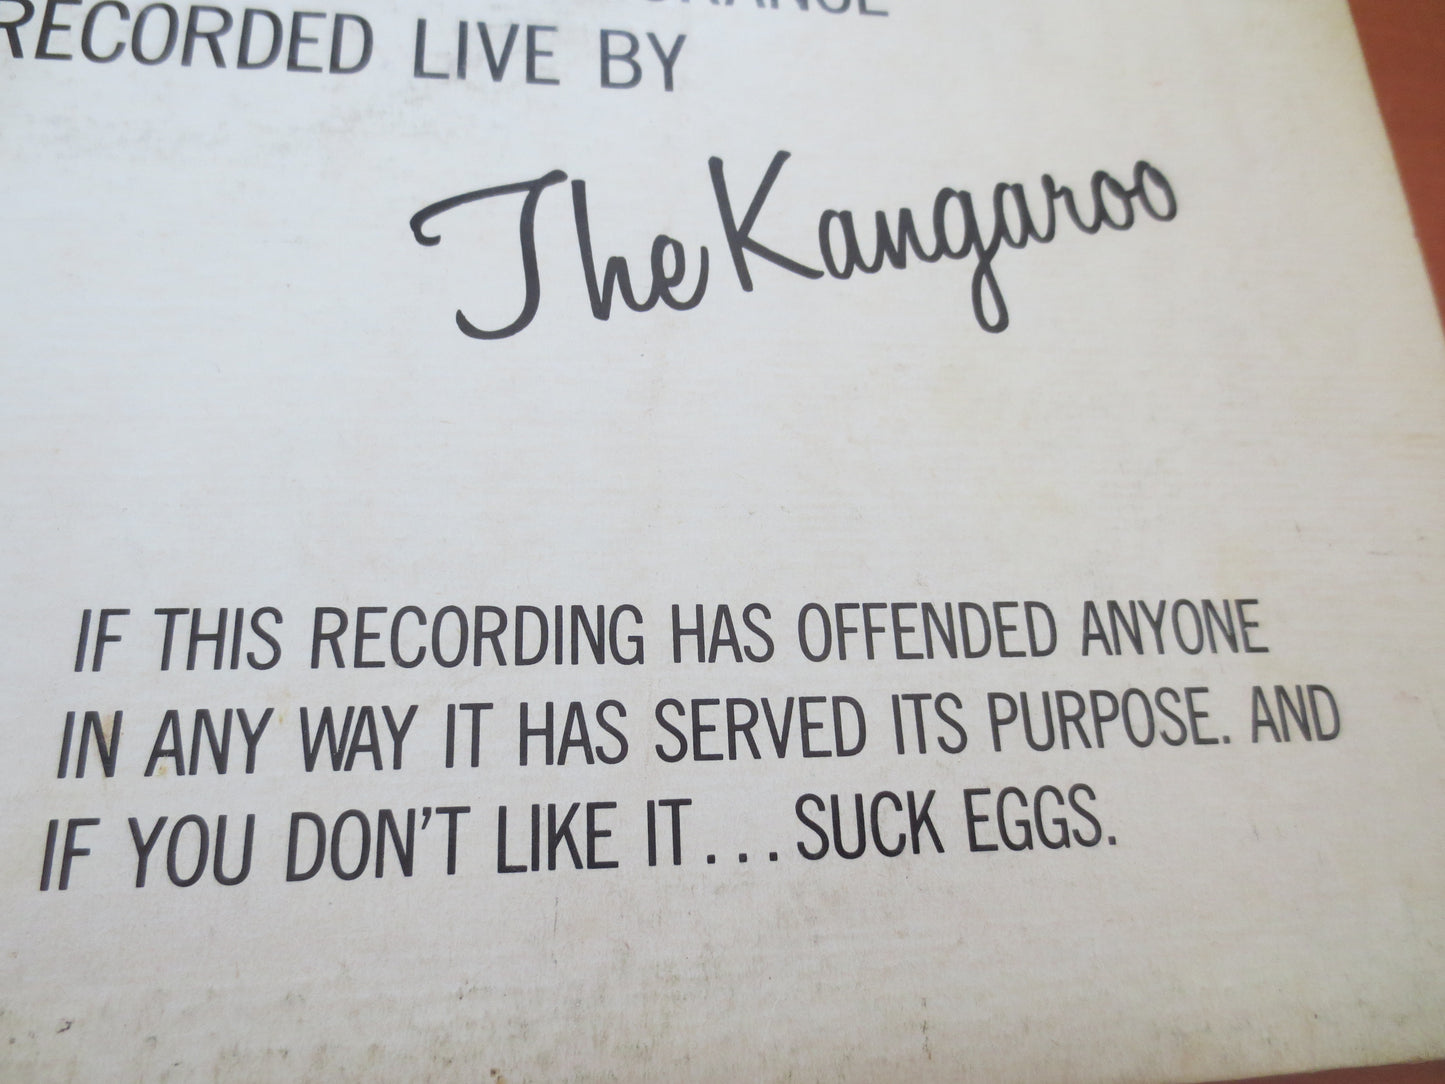 RECORDED LIVE BY
The Kangaroo
IF THIS RECORDING HAS OFFENDED ANYONE
IN ANY WAY IT HAS SERVED ITS PURPOSE. AND
IF YOU DON'T LIKE IT...SUCK EGGS.